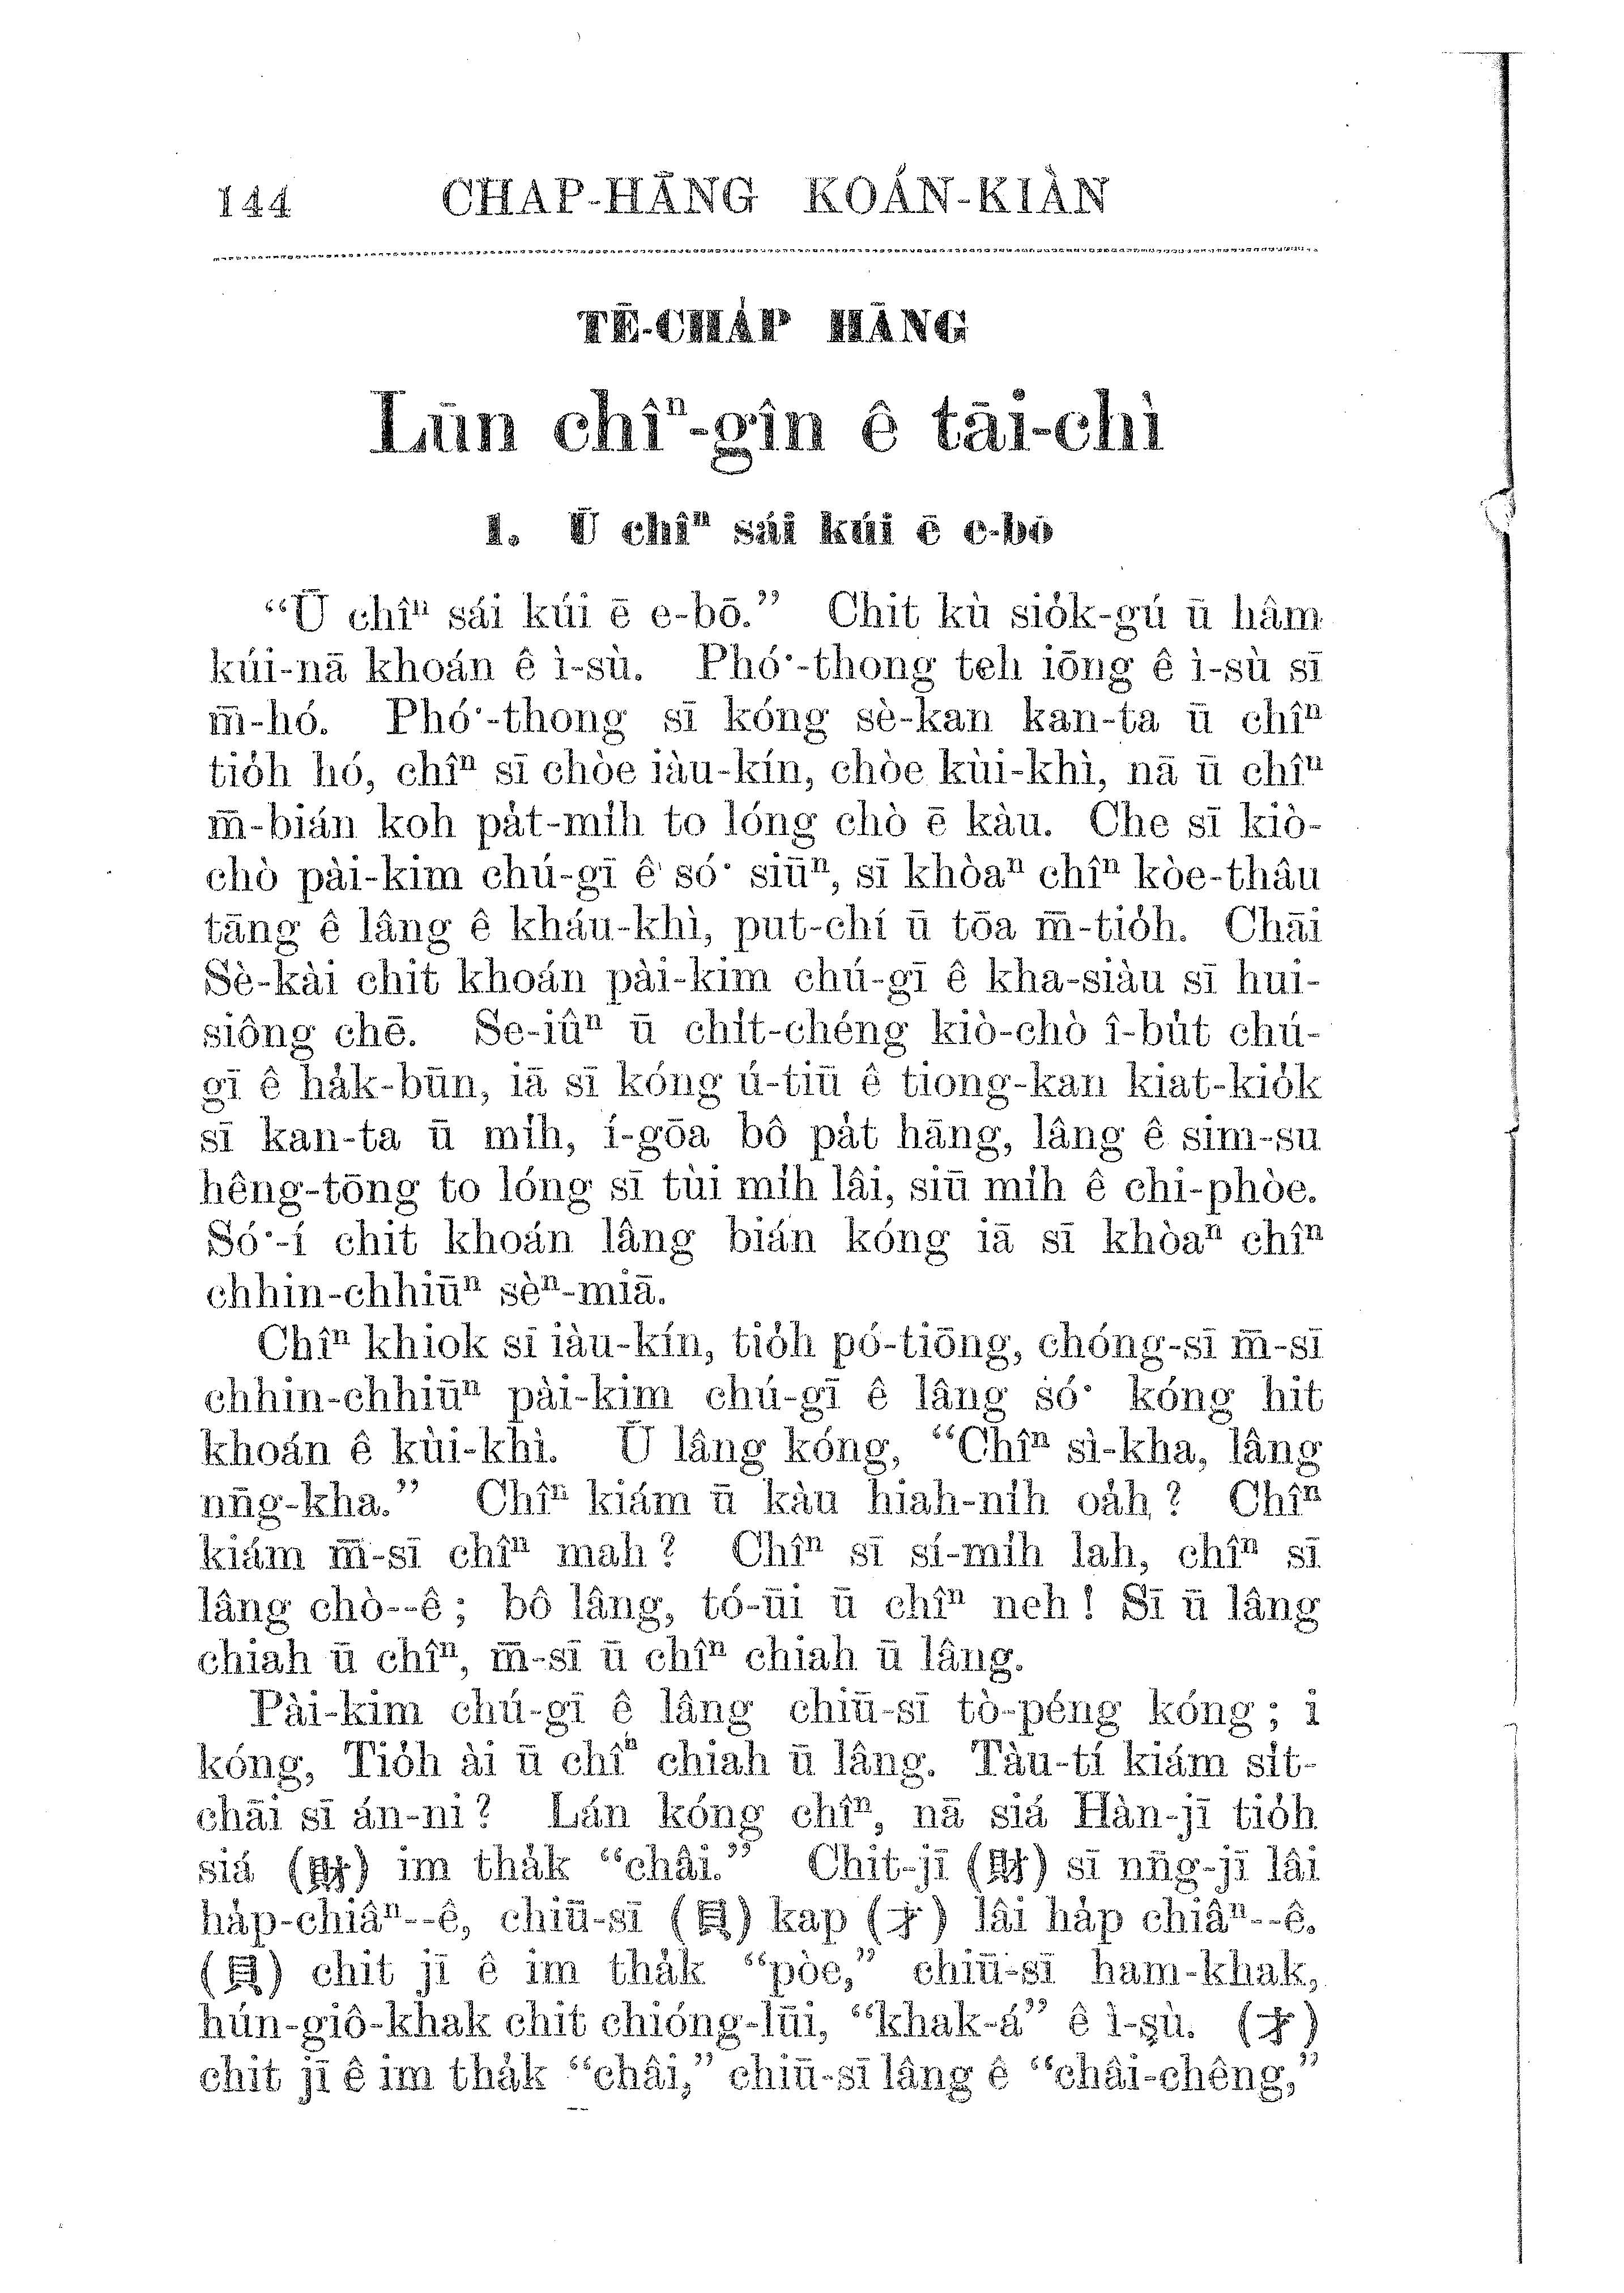 144 CHAP-HĀNG KOÁN-KIÀN
TĒ-CHA̍P HĀNG
Lūn chîⁿ-gîn ê tāi-chì
1. Ū chîⁿ sái kúi ē e-bō
“Ū chîⁿ sái kúi ē e-bō.” Chit kù sio̍k-gú ū hâm
kúi-nā khoán ê ì-sù. Phó͘-thong teh iōng ê ì-sù sī
m̄-hó. Phó͘-thong sī kóng sè-kan kan-ta ū chîⁿ
tio̍h hó, chîⁿ sī chòe iàu-kín, chòe kùi-khì, nā ū chîⁿ
m̄-bián koh pa̍t-mih to lóng chò ē kàu. Che sī kiò-
chò pài-kim chú-gī ê só͘ siūⁿ, sī khòaⁿ chîⁿ kòe-thâu
tāng ê lâng ê kháu-khì, put-chí ū tōa m̄-tio̍h. Chāi
Sè-kài chit khoán pài-kim chú-gī ê kha-siàu sī hui-
siông chē. Se-iûⁿ ū chi̍t-chéng kiò-chò î-bu̍t chú-
gī ê ha̍k-būn, iā sī kóng ú-tiū ê tiong-kan kiat-kio̍k
sī kan-ta ū mi̍h, í-gōa bô pa̍t hāng, lâng ê sim-su
hêng-tōng to lóng sī tùi mi̍h lâi, siū mi̍h ê chi-phòe.
Só͘-í chit khoán lâng bián kóng iā sī khòaⁿ chîⁿ
chhin-chhiūⁿ sèⁿ-miā.
Chîⁿ khiok sī iàu-kín, tio̍h pó-tiōng, chóng-sī m̄-sī
chhin-chhiūⁿ pài-kim chú-gī ê lâng só͘ kóng hit
khoán ê kùi-khì. Ū lâng kóng, “Chîⁿ sì-kha, lâng
nn̄g-kha.” Chîⁿ kiám ū kàu hiah-nih oa̍h? Chîⁿ
kiám m̄-sī chîⁿ mah? Chîⁿ sī sí-mih lah, chîⁿ sī
lâng chò--ê; bô lâng, tó-ūi ū chîⁿ neh! Sī ū lâng
chiah ū chîⁿ, m̄-sī ū chîⁿ chiah ū lâng.
Pài-kim chú-gī ê lâng chiū-sī tò-péng kóng; i
kóng, Tio̍h ài ū chîⁿ chiah ū lâng. Tàu-tí kiám si̍t-
chāi sī án-ni? Lán kóng chîⁿ, nā siá Hàn-jī tio̍h
siá (財) im tha̍k “châi.” Chit-jī (財) sī nn̄g-jī lâi
ha̍p-chiâⁿ--ê, chiū-sī (貝) kap (才) lâi ha̍p chiâⁿ--ê.
(貝) chit jī ê im tha̍k “pòe,” chiū-sī ham-khak,
hún-giô-khak chit chióng-lūi, “khak-á” ê ì-sù. (才)
chit jī ê im tha̍k “châi,” chiū-sī lâng ê “châi-chêng,”